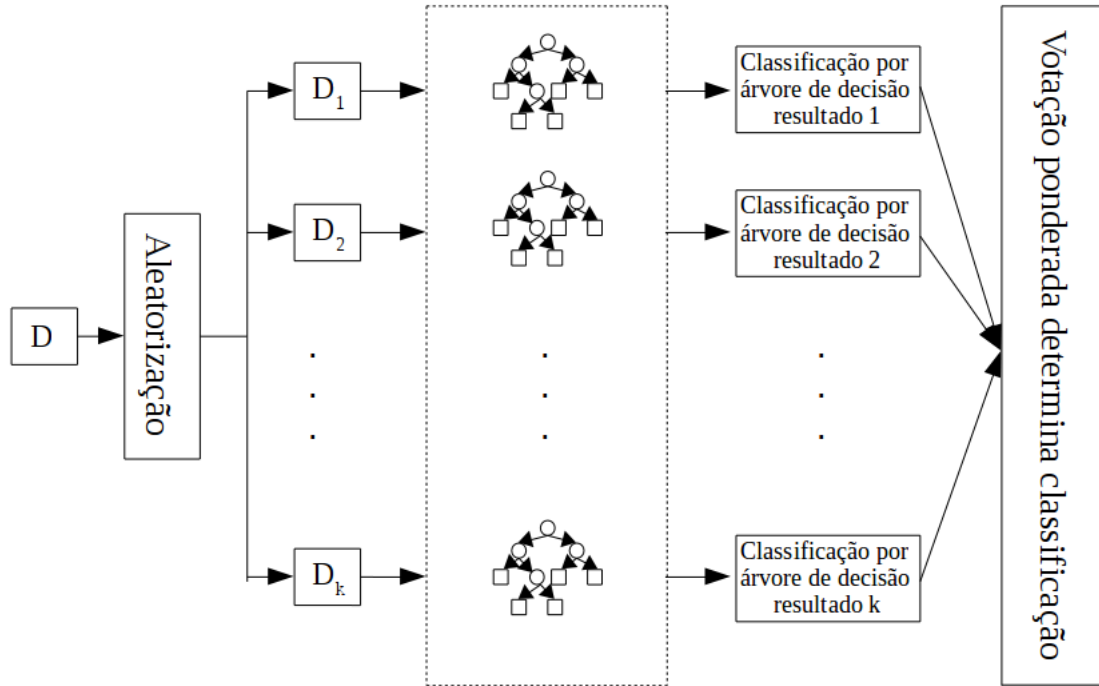 D
Aleatorização
D₁
D₂
Dₖ
Classificação por
árvore de decisão
resultado 1
Classificação por
árvore de decisão
resultado 2
Classificação por
árvore de decisão
resultado k
Votação ponderada determina classificação